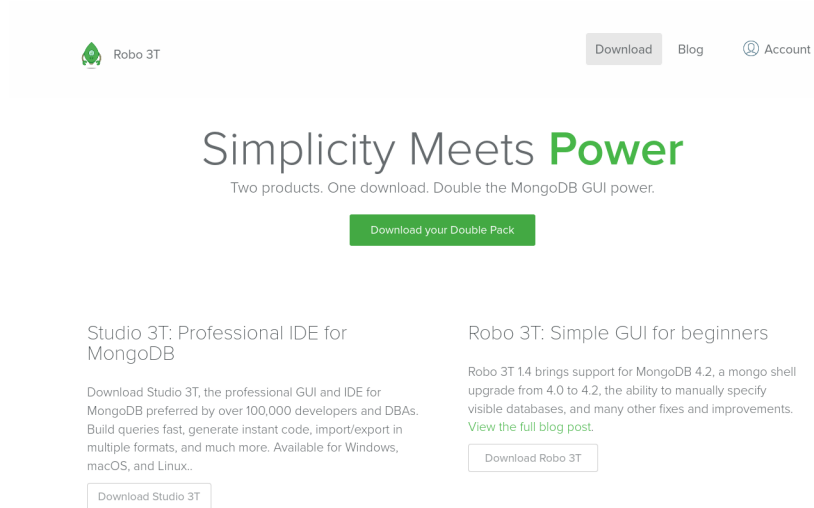 Robo 3T
Download
Blog
Account
Simplicity Meets Power
Two products. One download. Double the MongoDB GUI power.
Download your Double Pack
Studio 3T: Professional IDE for
MongoDB
Download Studio 3T, the professional GUI and IDE for
MongoDB preferred by over 100,000 developers and DBAs.
Build queries fast, generate instant code, import/export in
multiple formats, and much more. Available for Windows,
macOS, and Linux..
Download Studio 3T
Robo 3T: Simple GUI for beginners
Robo 3T 1.4 brings support for MongoDB 4.2, a mongo shell
upgrade from 4.0 to 4.2, the ability to manually specify
visible databases, and many other fixes and improvements.
View the full blog post.
Download Robo 3T